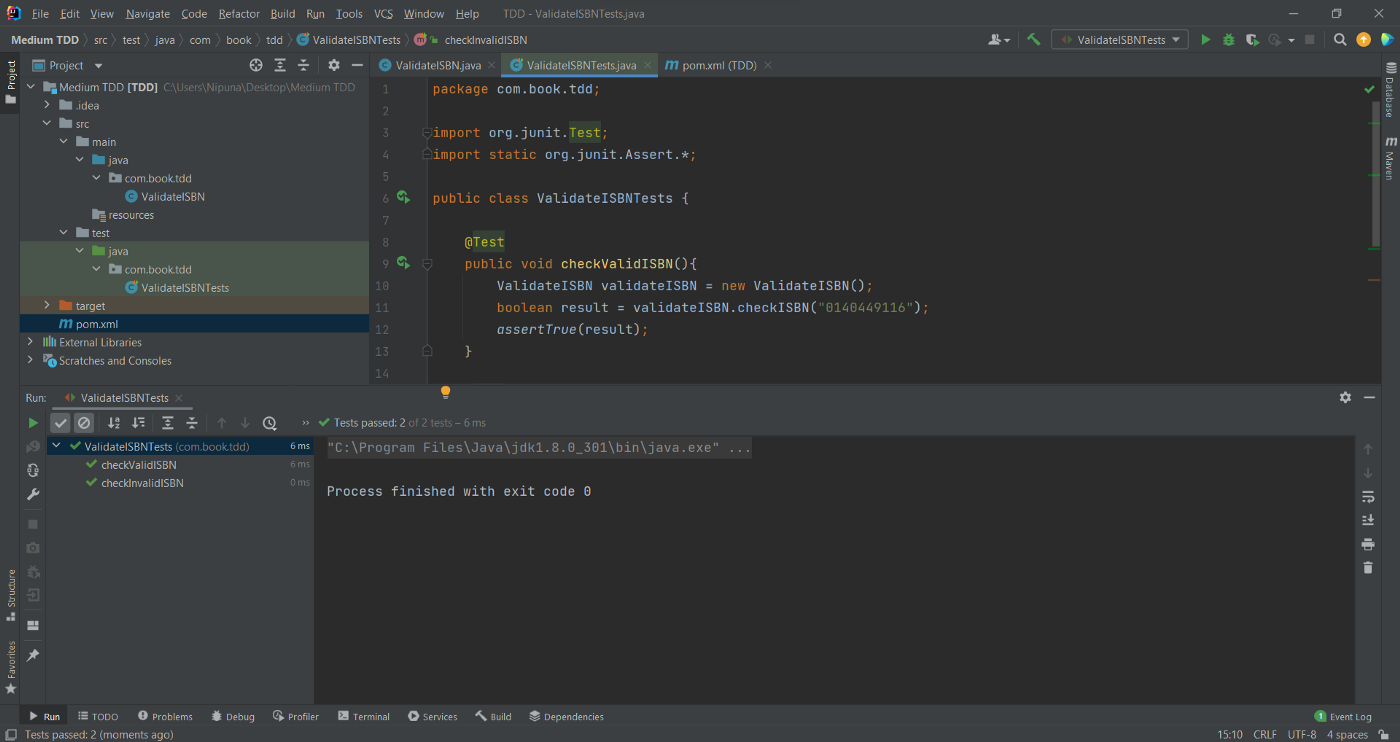 File Edit View Navigate Code Refactor Build Run Tools VCS Window Help TDD - ValidateISBNTests.java
Medium TDD src test java com book tdd ValidateISBNTests checkInvalidISBN
ValidateISBNTests
Project
Project
Medium TDD [TDD] C:\Users\Nipuna\Desktop\Medium TDD
.idea
src
main
java
com.book.tdd
ValidateISBN
resources
test
java
com.book.tdd
ValidateISBNTests
target
pom.xml
External Libraries
Scratches and Consoles
ValidateISBN.java ValidateISBNTests.java pom.xml (TDD)
1 package com.book.tdd;
2
3 import org.junit.Test;
4 import static org.junit.Assert.*;
5
6 public class ValidateISBNTests {
7
8 @Test
9 public void checkValidISBN(){
10 ValidateISBN validateISBN = new ValidateISBN();
11 boolean result = validateISBN.checkISBN("0140449116");
12 assertTrue(result);
13 }
14
Database
Maven
Run: ValidateISBNTests
Tests passed: 2 of 2 tests – 6 ms
ValidateISBNTests (com.book.tdd) 6 ms
checkValidISBN 6 ms
checkInvalidISBN 0 ms
"C:\Program Files\Java\jdk1.8.0_301\bin\java.exe" ...
Process finished with exit code 0
Structure
Favorites
Run TODO Problems Debug Profiler Terminal Services Build Dependencies 1 Event Log
Tests passed: 2 (moments ago) 15:10 CRLF UTF-8 4 spaces